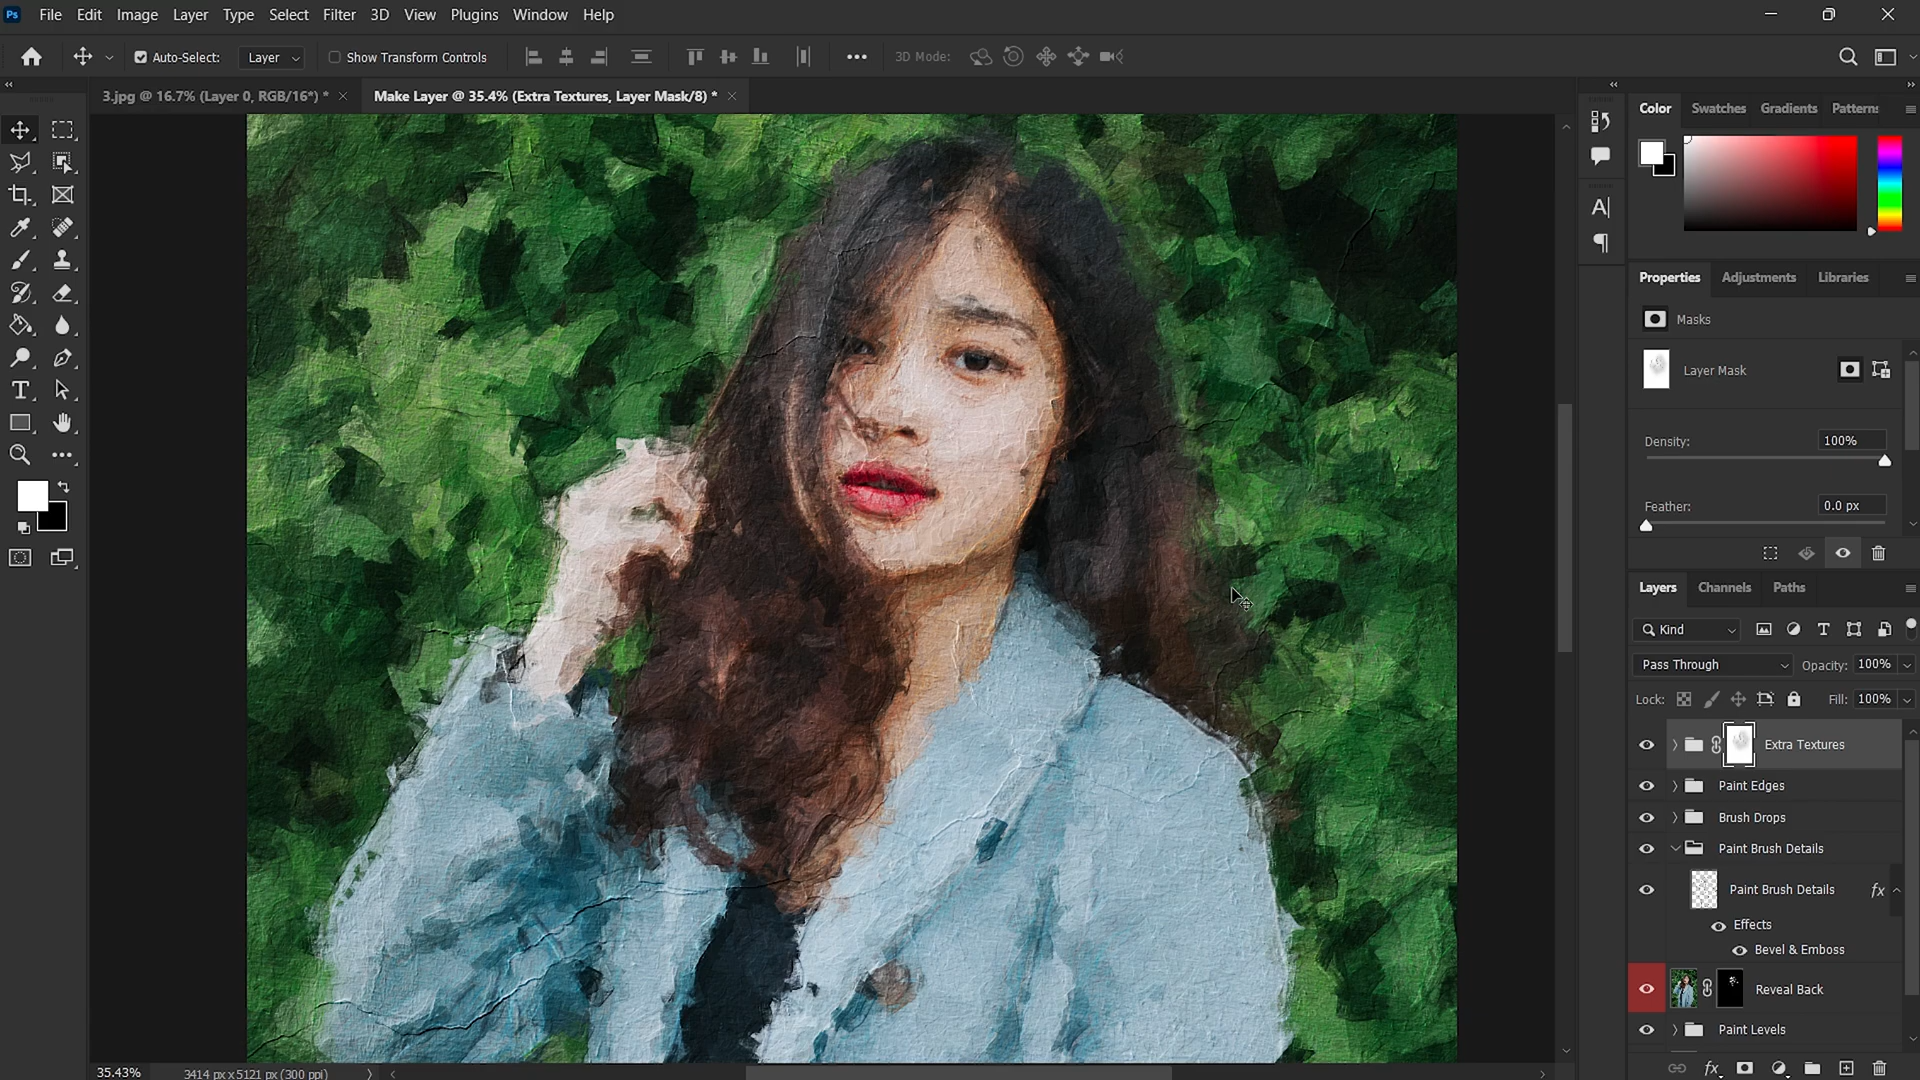 Ps File Edit Image Layer Type Select Filter 3D View Plugins Window Help
Auto-Select: Layer Show Transform Controls 3D Mode:
3.jpg @ 16.7% (Layer 0, RGB/16*) * Make Layer @ 35.4% (Extra Textures, Layer Mask/8) *
Color Swatches Gradients Patterns
Properties Adjustments Libraries
Masks
Layer Mask
Density: 100%
Feather: 0.0 px
Layers Channels Paths
Kind
Pass Through Opacity: 100%
Lock: Fill: 100%
Extra Textures
Paint Edges
Brush Drops
Paint Brush Details
Paint Brush Details fx
Effects
Bevel & Emboss
Reveal Back
Paint Levels
35.43% 3414 px x 5121 px (300 ppi)
fx